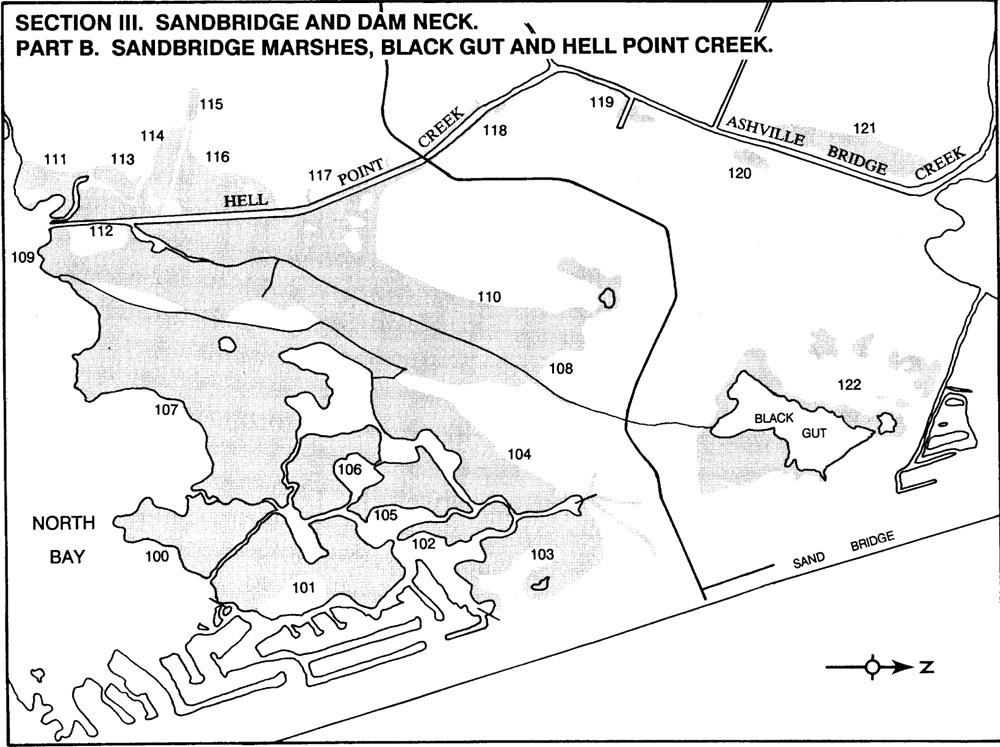 SECTION III. SANDBRIDGE AND DAM NECK.
PART B. SANDBRIDGE MARSHES, BLACK GUT AND HELL POINT CREEK.
115
114
111
113
116
117
HELL POINT CREEK
118
119
ASHVILLE BRIDGE CREEK
121
120
112
109
110
108
107
122
BLACK
GUT
104
106
105
NORTH
BAY
100
102
103
101
SAND BRIDGE
N